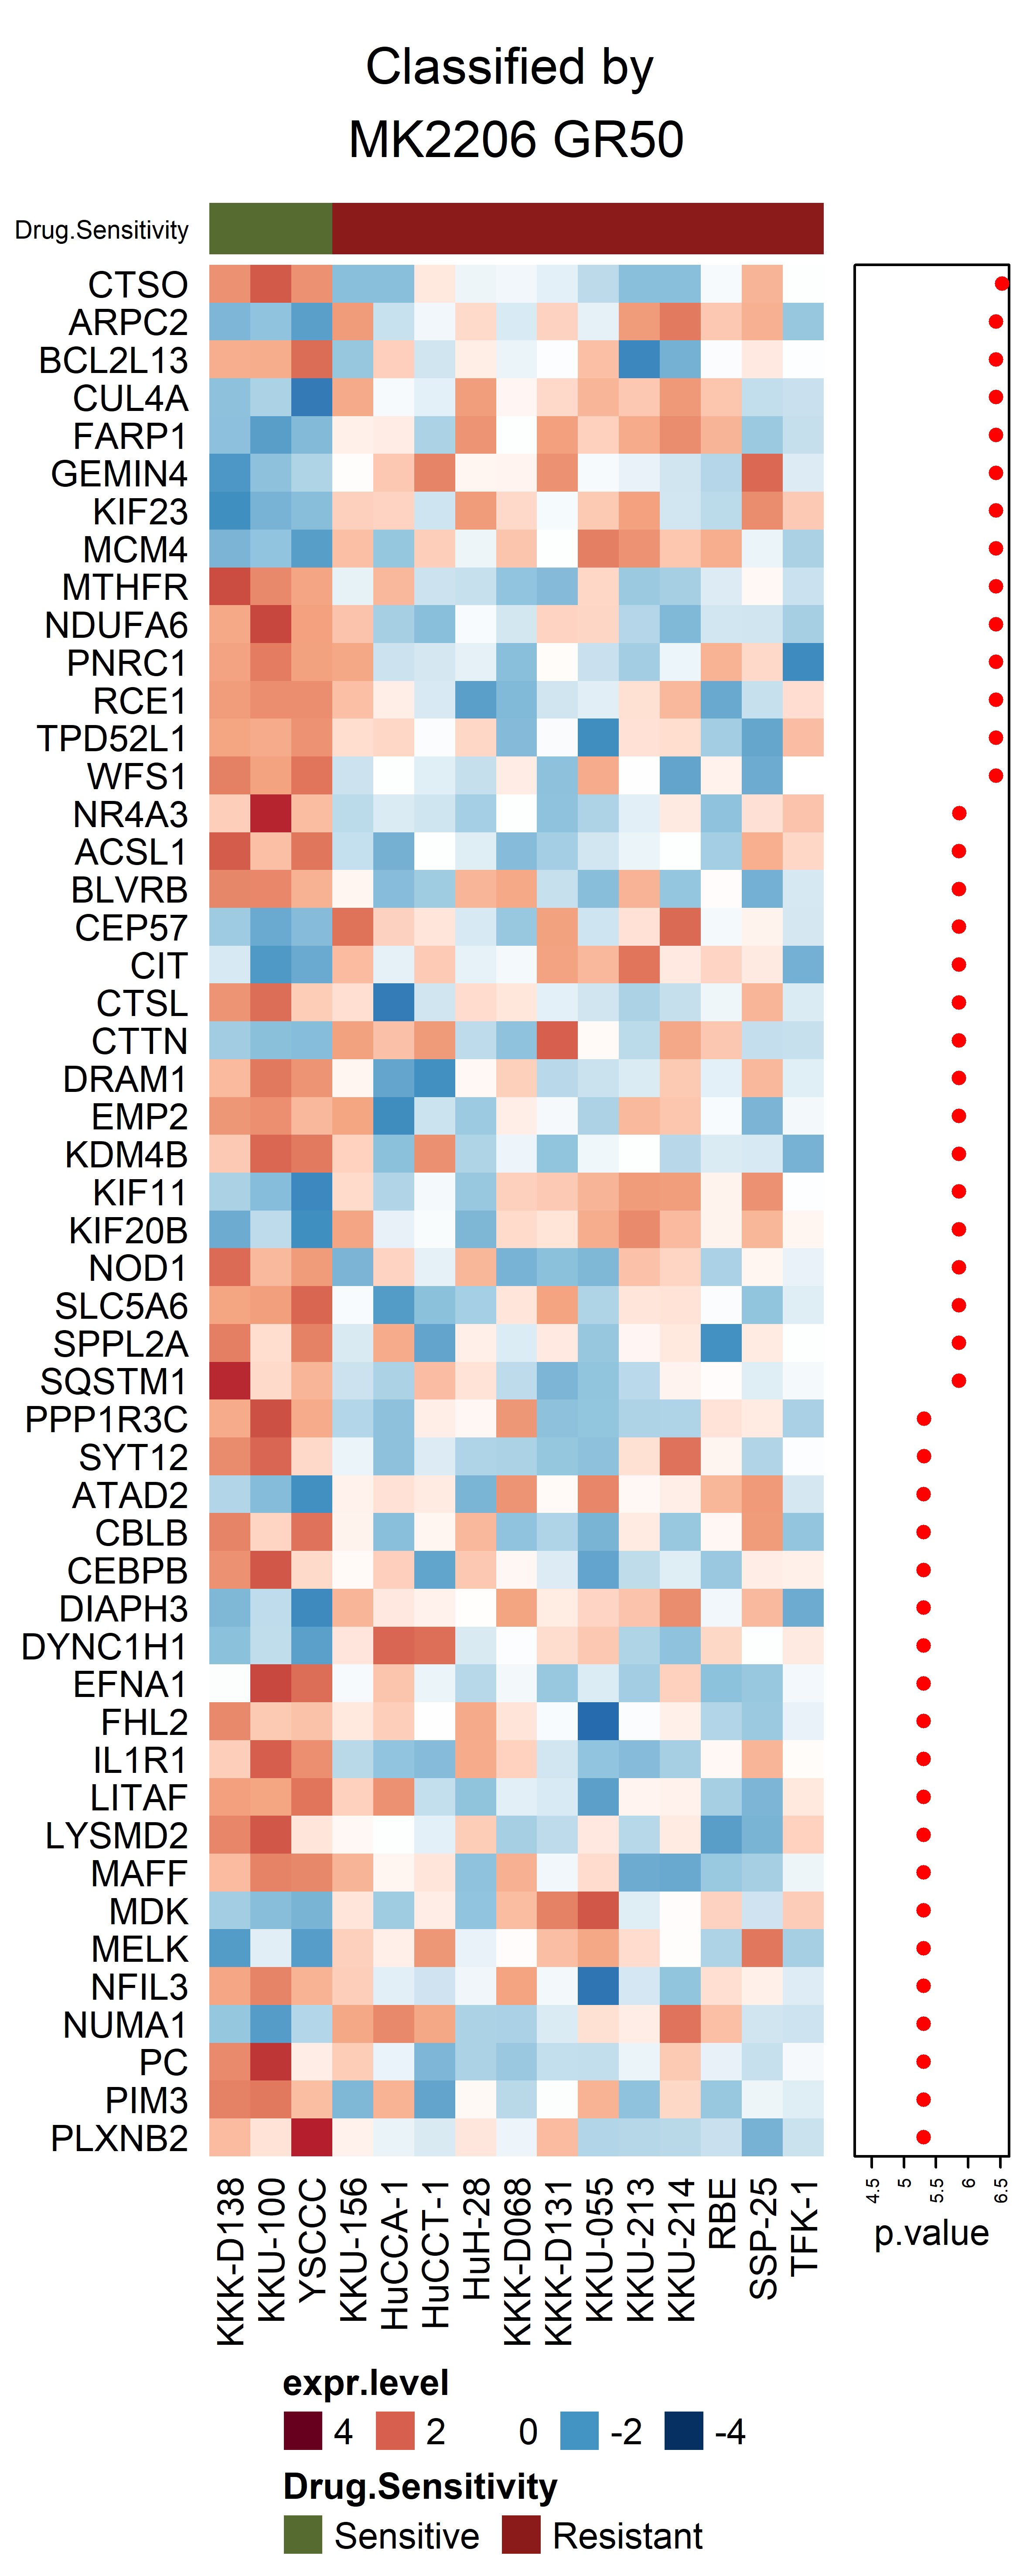 Classified by
MK2206 GR50
Drug.Sensitivity
CTSO
ARPC2
BCL2L13
CUL4A
FARP1
GEMIN4
KIF23
MCM4
MTHFR
NDUFA6
PNRC1
RCE1
TPD52L1
WFS1
NR4A3
ACSL1
BLVRB
CEP57
CIT
CTSL
CTTN
DRAM1
EMP2
KDM4B
KIF11
KIF20B
NOD1
SLC5A6
SPPL2A
SQSTM1
PPP1R3C
SYT12
ATAD2
CBLB
CEBPB
DIAPH3
DYNC1H1
EFNA1
FHL2
IL1R1
LITAF
LYSMD2
MAFF
MDK
MELK
NFIL3
NUMA1
PC
PIM3
PLXNB2
KKK-D138
KKU-100
YSCCC
KKU-156
HuCCA-1
HuCCT-1
HuH-28
KKK-D068
KKK-D131
KKU-055
KKU-213
KKU-214
RBE
SSP-25
TFK-1
4.5 5 5.5 6 6.5
p.value
expr.level
4 2 0 -2 -4
Drug.Sensitivity
Sensitive Resistant